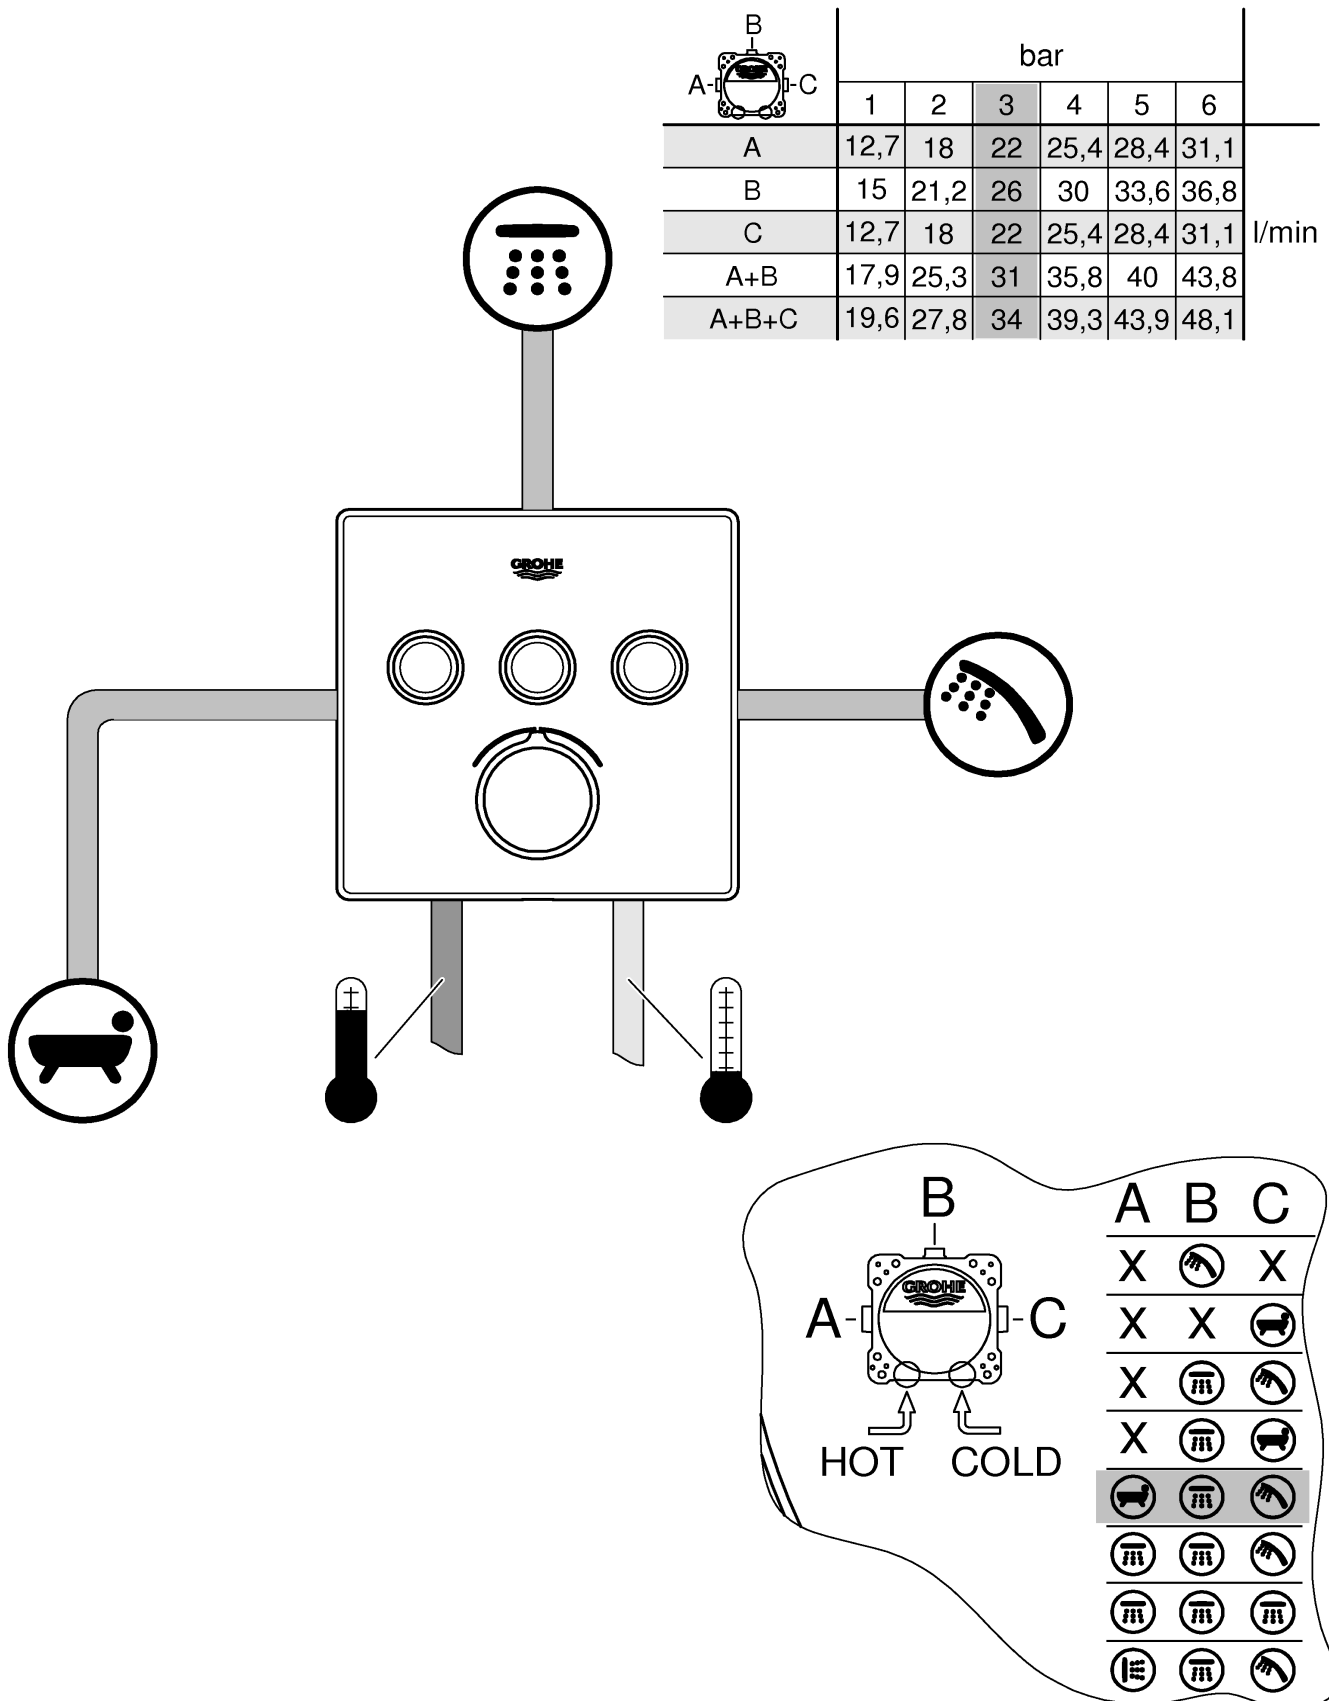 B
A
C
GROHE
bar
1 2 3 4 5 6
A 12,7 18 22 25,4 28,4 31,1
B 15 21,2 26 30 33,6 36,8
C 12,7 18 22 25,4 28,4 31,1
l/min
A+B 17,9 25,3 31 35,8 40 43,8
A+B+C 19,6 27,8 34 39,3 43,9 48,1
GROHE
B
A B C
X X
GROHE
A C
X X
X
X
HOT COLD